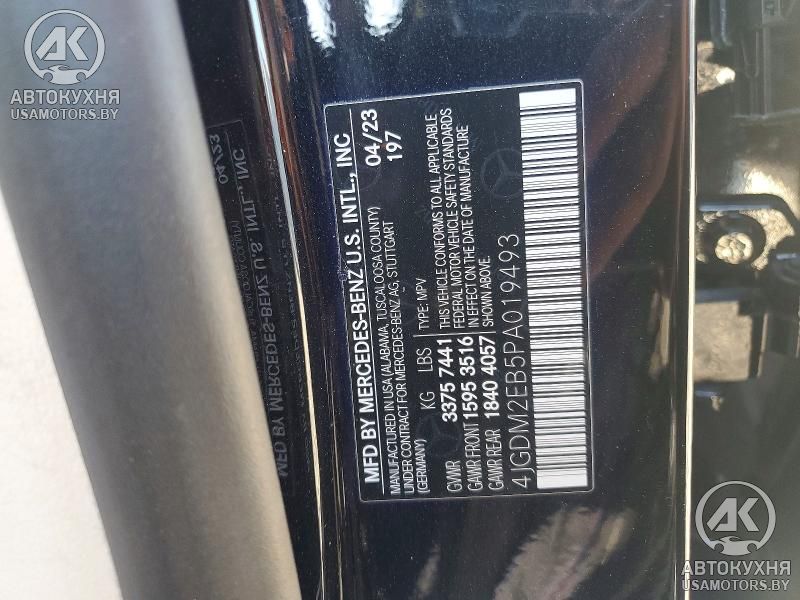 AK
АВТОКУХНЯ
USAMOTORS.BY
MFD BY MERCEDES-BENZ U.S. INTL., INC
MANUFACTURED IN USA (ALABAMA, TUSCALOOSA COUNTY)
UNDER CONTRACT FOR MERCEDES-BENZ AG, STUTTGART
(GERMANY)
04/23
197
KG LBS TYPE: MPV
GVWR 3375 7441
GAWR FRONT 1595 3516
GAWR REAR 1840 4057
THIS VEHICLE CONFORMS TO ALL APPLICABLE
FEDERAL MOTOR VEHICLE SAFETY STANDARDS
IN EFFECT ON THE DATE OF MANUFACTURE
SHOWN ABOVE.
4JGDM2EB5PA019493
AK
АВТОКУХНЯ
USAMOTORS.BY